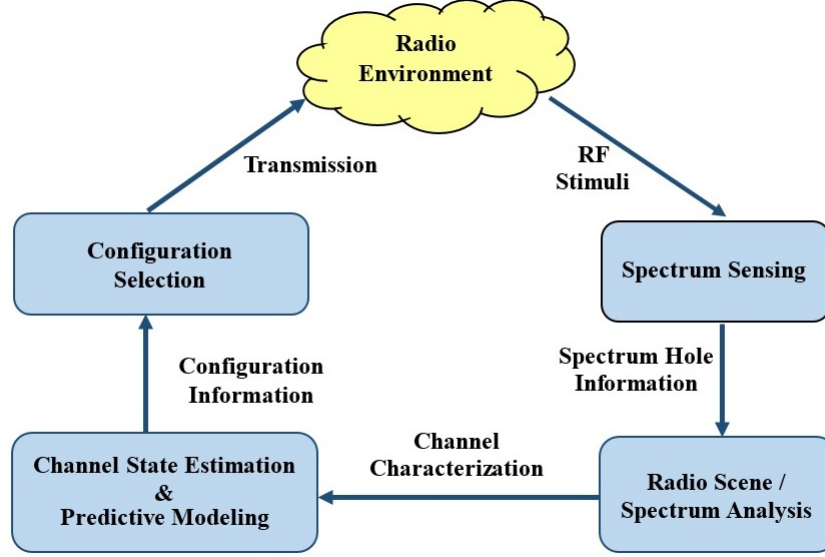 Radio
Environment
Transmission
RF
Stimuli
Configuration
Selection
Spectrum Sensing
Configuration
Information
Spectrum Hole
Information
Channel State Estimation
&
Predictive Modeling
Channel
Characterization
Radio Scene /
Spectrum Analysis